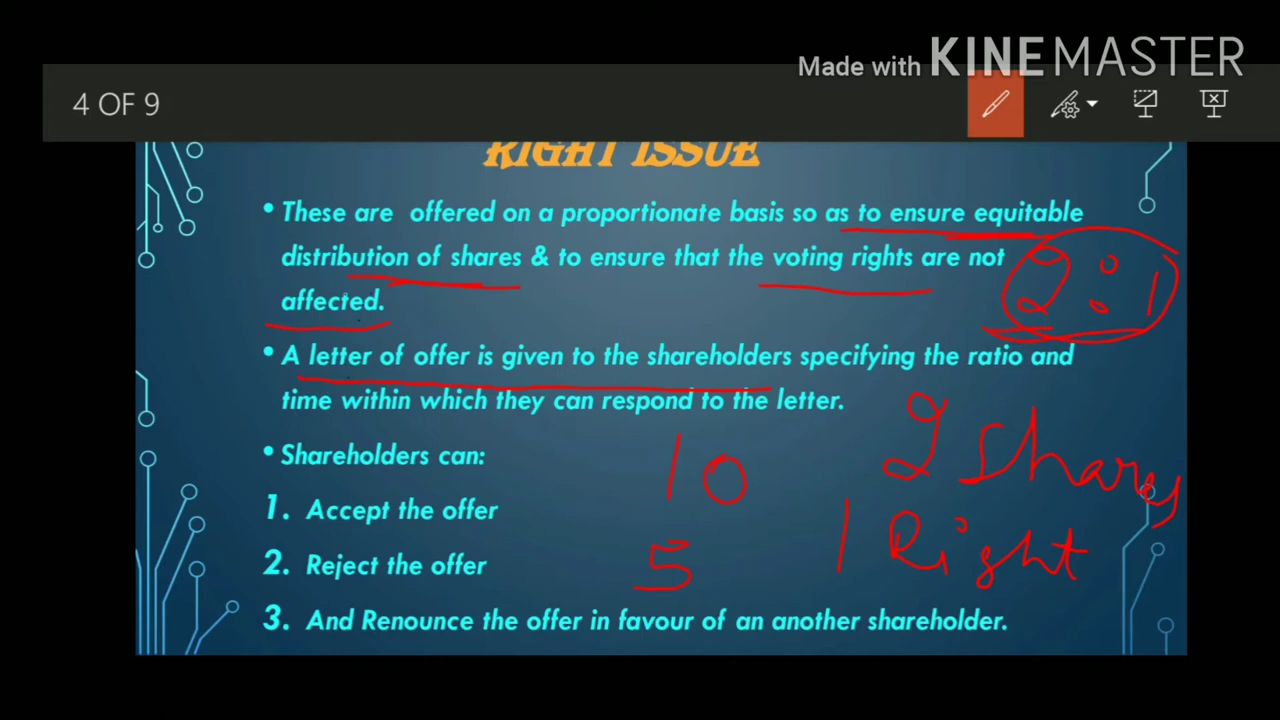 Made with KINEMASTER
4 OF 9
RIGHT ISSUE
• These are offered on a proportionate basis so as to ensure equitable
distribution of shares & to ensure that the voting rights are not
affected.
2 : 1
• A letter of offer is given to the shareholders specifying the ratio and
time within which they can respond to the letter.
• Shareholders can:
10
2 Shares
1. Accept the offer
2. Reject the offer
5
1 Right
3. And Renounce the offer in favour of an another shareholder.